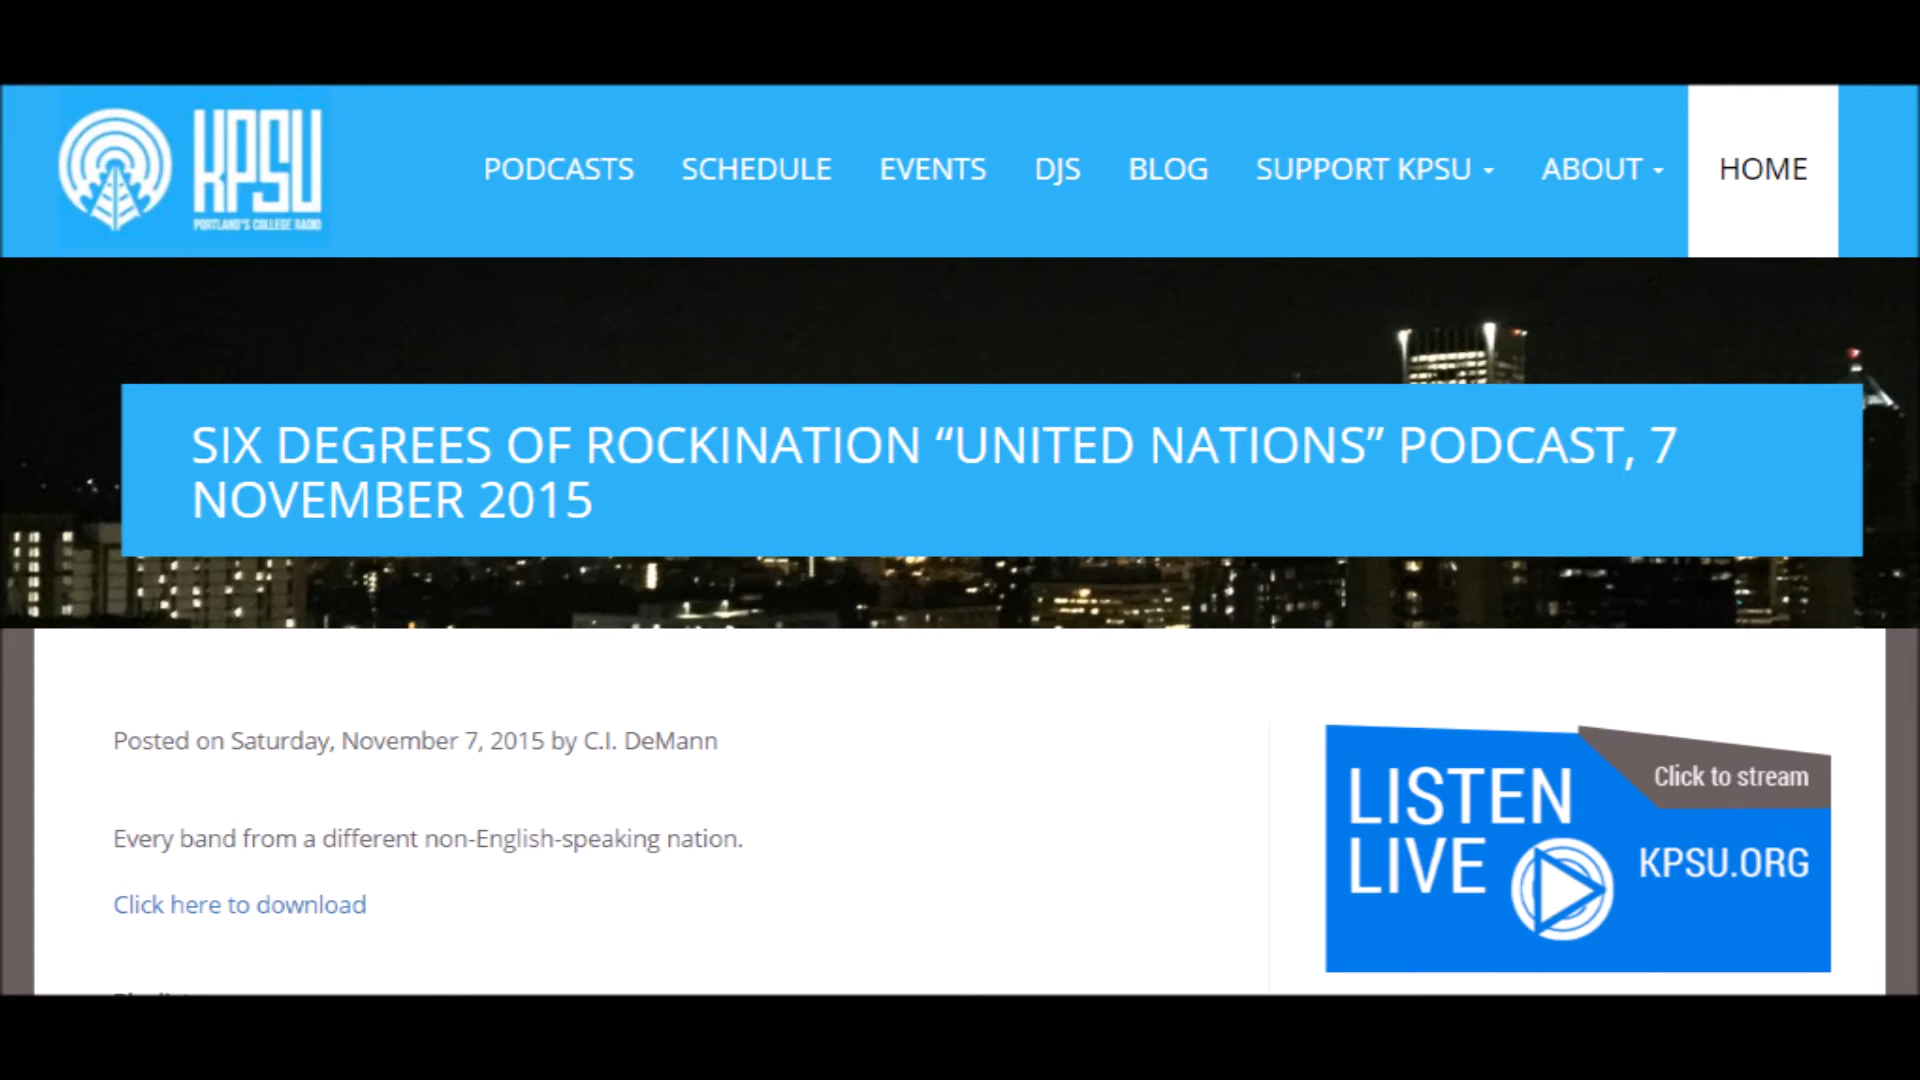 KPSU
PORTLAND'S COLLEGE RADIO
PODCASTS SCHEDULE EVENTS DJS BLOG SUPPORT KPSU ABOUT HOME
SIX DEGREES OF ROCKINATION “UNITED NATIONS” PODCAST, 7
NOVEMBER 2015
Posted on Saturday, November 7, 2015 by C.I. DeMann
Every band from a different non-English-speaking nation.
Click here to download
Click to stream
LISTEN
LIVE
KPSU.ORG